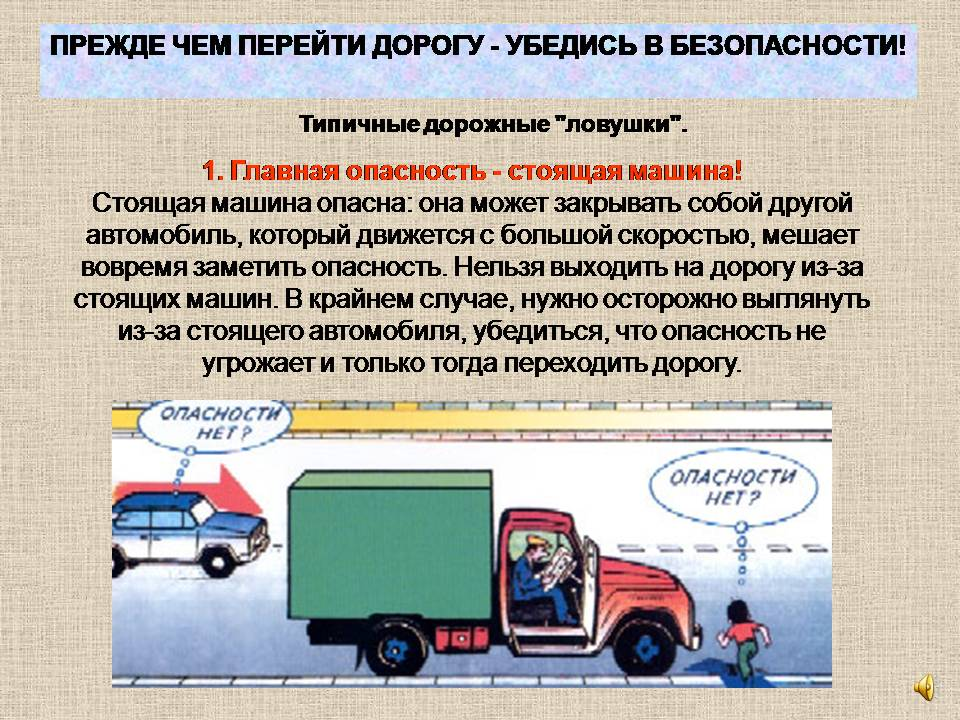 ПРЕЖДЕ ЧЕМ ПЕРЕЙТИ ДОРОГУ - УБЕДИСЬ В БЕЗОПАСНОСТИ!
Типичные дорожные "ловушки".
1. Главная опасность - стоящая машина!
Стоящая машина опасна: она может закрывать собой другой
автомобиль, который движется с большой скоростью, мешает
вовремя заметить опасность. Нельзя выходить на дорогу из-за
стоящих машин. В крайнем случае, нужно осторожно выглянуть
из-за стоящего автомобиля, убедиться, что опасность не
угрожает и только тогда переходить дорогу.
ОПАСНОСТИ
НЕТ?
ОПАСНОСТИ
НЕТ?